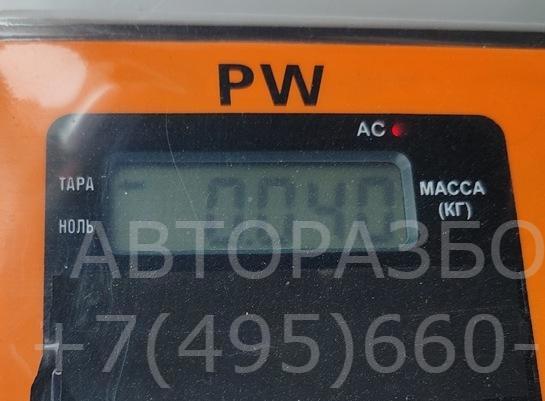 PW
AC
ТАРА
0.040
МАССА
(КГ)
НОЛЬ
АВТОРАЗБО
+7(495)660-